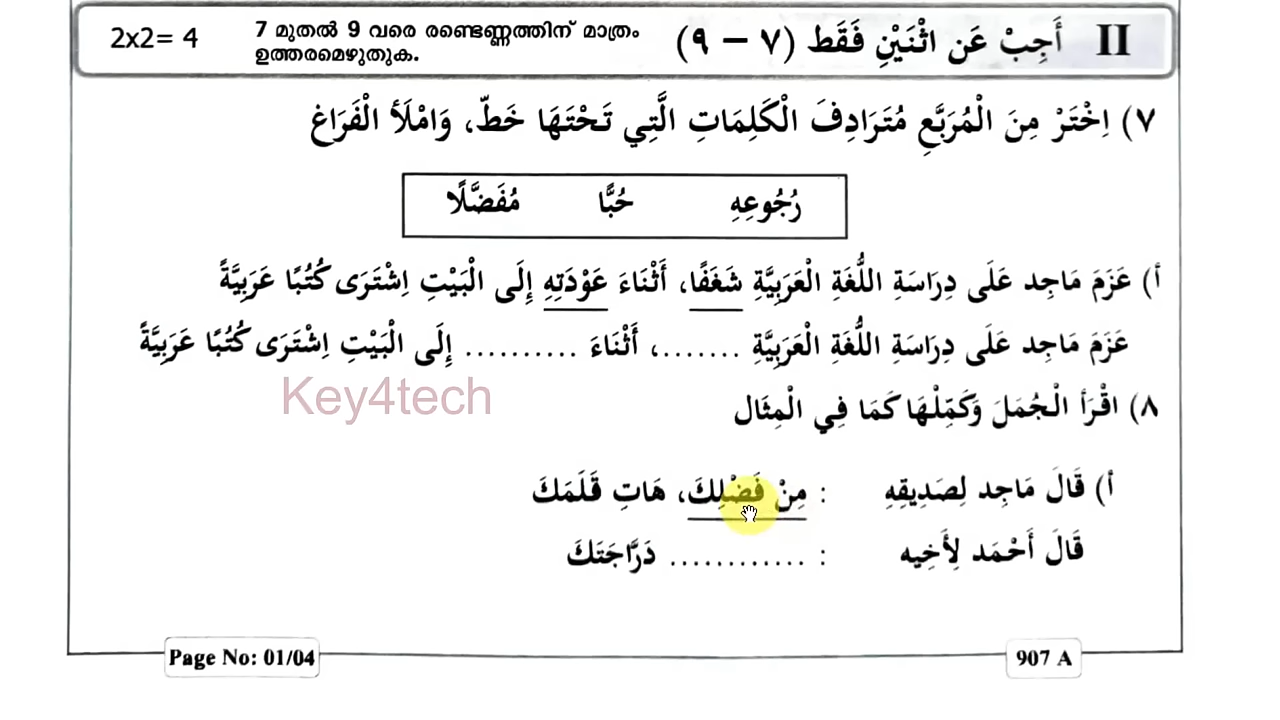 II أَجِبْ عَن اثْنَيْنِ فَقَط (٧ – ٩) 7 മുതൽ 9 വരെ രണ്ടെണ്ണത്തിന് മാത്രം ഉത്തരമെഴുതുക. 2x2= 4
٧) اِخْتَرْ مِنَ الْمُرَبَّعِ مُتَرَادِفَ الْكَلِمَاتِ الَّتِي تَحْتَهَا خَطّ، وَامْلَأ الْفَرَاغ
رُجُوعِهِ حُبًّا مُفَضَّلًا
أ) عَزَمَ مَاجِد عَلَى دِرَاسَةِ اللُّغَةِ الْعَرَبِيَّةِ شَغَفًا، أَثْنَاءَ عَوْدَتِهِ إِلَى الْبَيْتِ اِشْتَرَى كُتُبًا عَرَبِيَّةً
عَزَمَ مَاجِد عَلَى دِرَاسَةِ اللُّغَةِ الْعَرَبِيَّةِ .......، أَثْنَاءَ .......... إِلَى الْبَيْتِ اِشْتَرَى كُتُبًا عَرَبِيَّةً
Key4tech
٨) اقْرَأ الْجُمَلَ وَكَمِّلْهَا كَمَا فِي الْمِثَال
أ) قَالَ مَاجِد لِصَدِيقِهِ : مِنْ فَضْلِكَ، هَاتِ قَلَمَكَ
قَالَ أَحْمَد لِأَخِيه : ............ دَرَّاجَتَكَ
Page No: 01/04 907 A